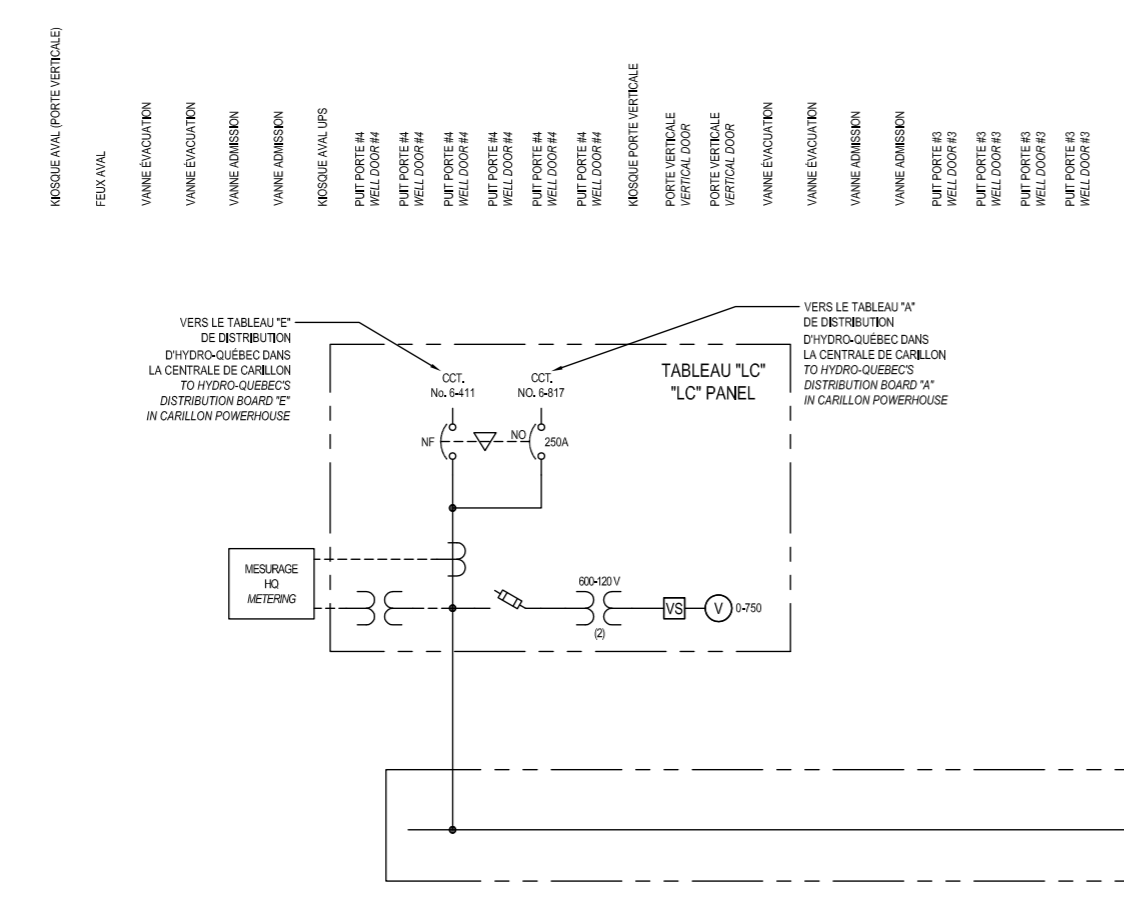 KIOSQUE AVAL (PORTE VERTICALE)
FEUX AVAL
VANNE ÉVACUATION
VANNE ÉVACUATION
VANNE ADMISSION
VANNE ADMISSION
KIOSQUE AVAL UPS
PUIT PORTE #4
WELL DOOR #4
PUIT PORTE #4
WELL DOOR #4
PUIT PORTE #4
WELL DOOR #4
PUIT PORTE #4
WELL DOOR #4
PUIT PORTE #4
WELL DOOR #4
PUIT PORTE #4
WELL DOOR #4
KIOSQUE PORTE VERTICALE
PORTE VERTICALE
VERTICAL DOOR
PORTE VERTICALE
VERTICAL DOOR
VANNE ÉVACUATION
VANNE ÉVACUATION
VANNE ADMISSION
VANNE ADMISSION
PUIT PORTE #3
WELL DOOR #3
PUIT PORTE #3
WELL DOOR #3
PUIT PORTE #3
WELL DOOR #3
PUIT PORTE #3
WELL DOOR #3
VERS LE TABLEAU "E"
DE DISTRIBUTION
D'HYDRO-QUÉBEC DANS
LA CENTRALE DE CARILLON
TO HYDRO-QUEBEC'S
DISTRIBUTION BOARD "E"
IN CARILLON POWERHOUSE
VERS LE TABLEAU "A"
DE DISTRIBUTION
D'HYDRO-QUÉBEC DANS
LA CENTRALE DE CARILLON
TO HYDRO-QUEBEC'S
DISTRIBUTION BOARD "A"
IN CARILLON POWERHOUSE
TABLEAU "LC"
"LC" PANEL
CCT.
No. 6-411
CCT.
NO. 6-817
NF
NO
250A
MESURAGE
HQ
METERING
600-120 V
(2)
VS
V
0-750